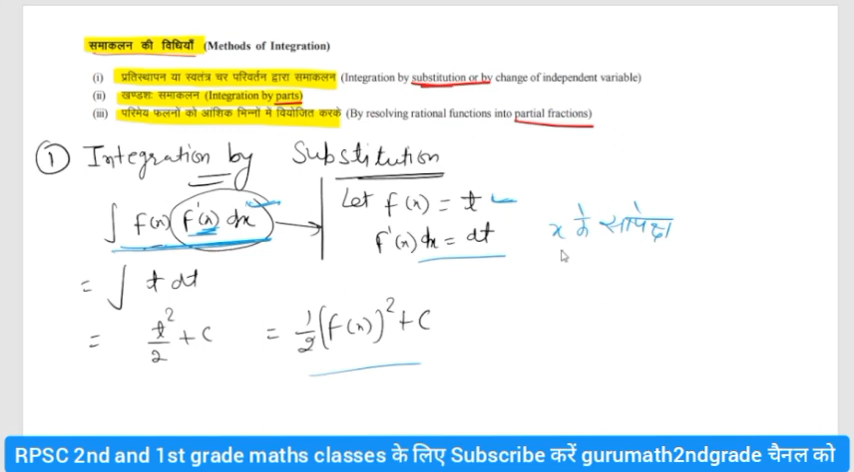 समाकलन की विधियाँ (Methods of Integration)
(i) प्रतिस्थापन या स्वतंत्र चर परिवर्तन द्वारा समाकलन (Integration by substitution or by change of independent variable)
(ii) खण्डशः समाकलन (Integration by parts)
(iii) परिमेय फलनों को आंशिक भिन्नों में वियोजित करके (By resolving rational functions into partial fractions)
① Integration by Substitution
∫ f(x) f'(x) dx → Let f(x) = t
f'(x) dx = dt x के सापेक्ष
= ∫ t dt
= t²/2 + C = 1/2 (f(x))² + C
RPSC 2nd and 1st grade maths classes के लिए Subscribe करें gurumath2ndgrade चैनल को